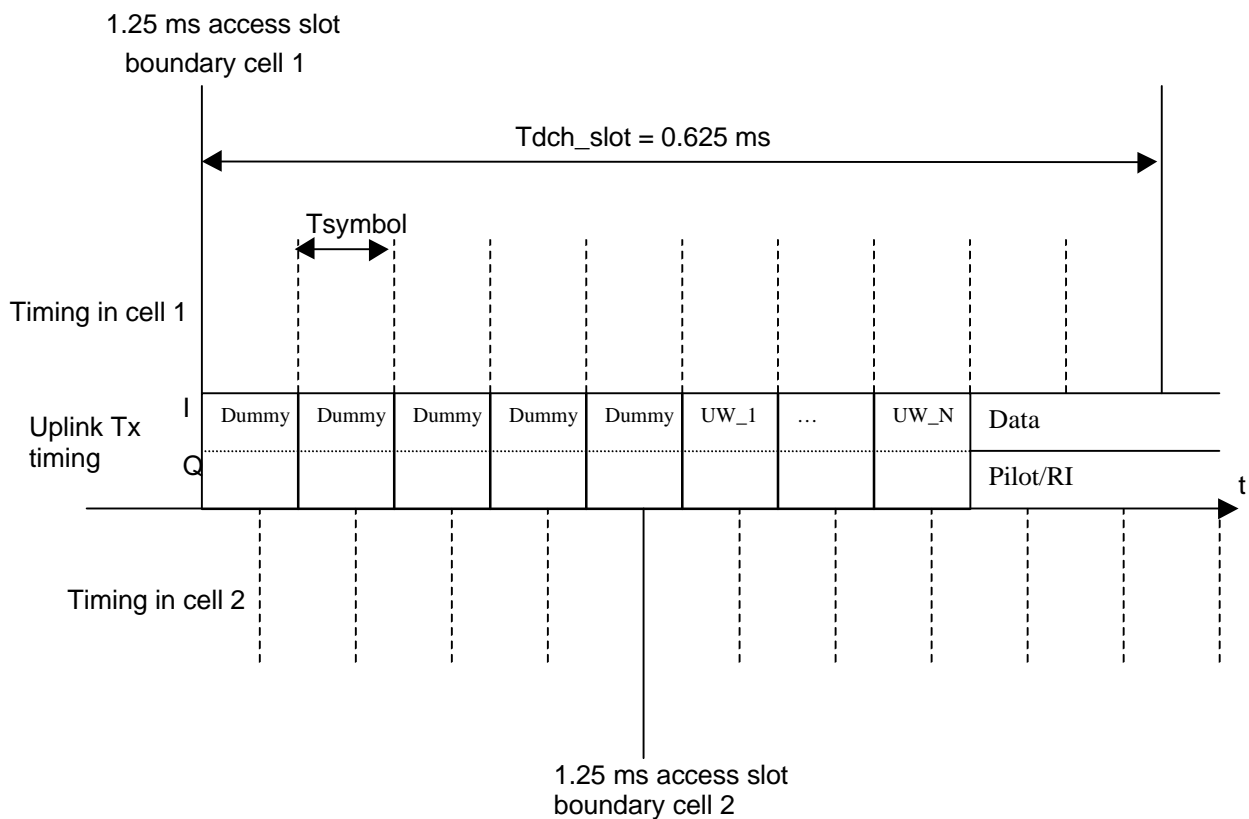 1.25 ms access slot
boundary cell 1
Tdch_slot = 0.625 ms
Tsymbol
Timing in cell 1
Uplink Tx
timing
I
Q
Dummy Dummy Dummy Dummy Dummy UW_1 … UW_N Data
Pilot/RI
t
Timing in cell 2
1.25 ms access slot
boundary cell 2